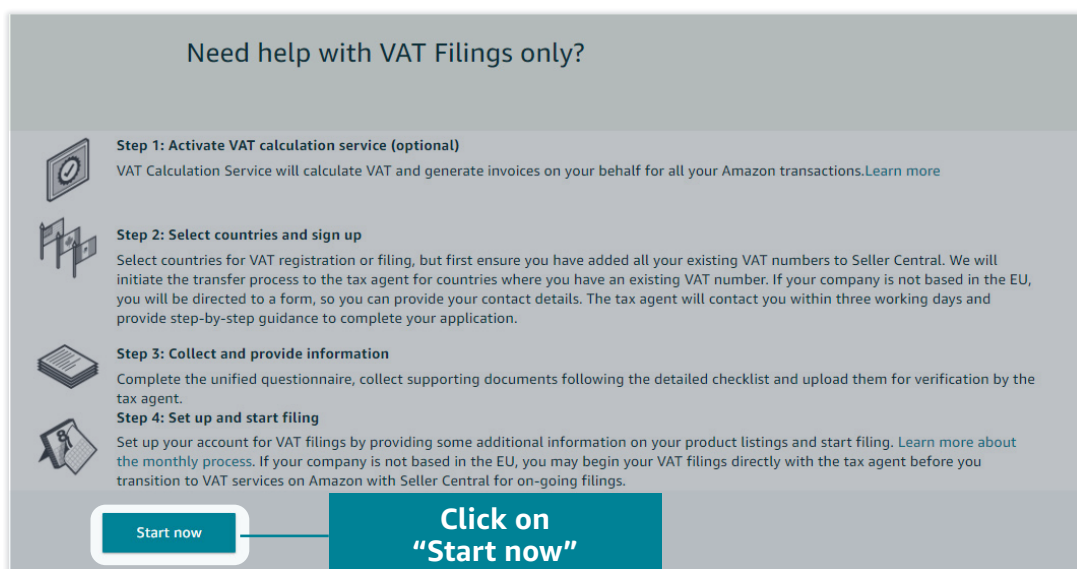 Need help with VAT Filings only?
Step 1: Activate VAT calculation service (optional)
VAT Calculation Service will calculate VAT and generate invoices on your behalf for all your Amazon transactions.Learn more
Step 2: Select countries and sign up
Select countries for VAT registration or filing, but first ensure you have added all your existing VAT numbers to Seller Central. We will
initiate the transfer process to the tax agent for countries where you have an existing VAT number. If your company is not based in the EU,
you will be directed to a form, so you can provide your contact details. The tax agent will contact you within three working days and
provide step-by-step guidance to complete your application.
Step 3: Collect and provide information
Complete the unified questionnaire, collect supporting documents following the detailed checklist and upload them for verification by the
tax agent.
Step 4: Set up and start filing
Set up your account for VAT filings by providing some additional information on your product listings and start filing. Learn more about
the monthly process. If your company is not based in the EU, you may begin your VAT filings directly with the tax agent before you
transition to VAT services on Amazon with Seller Central for on-going filings.
Start now
Click on
“Start now”